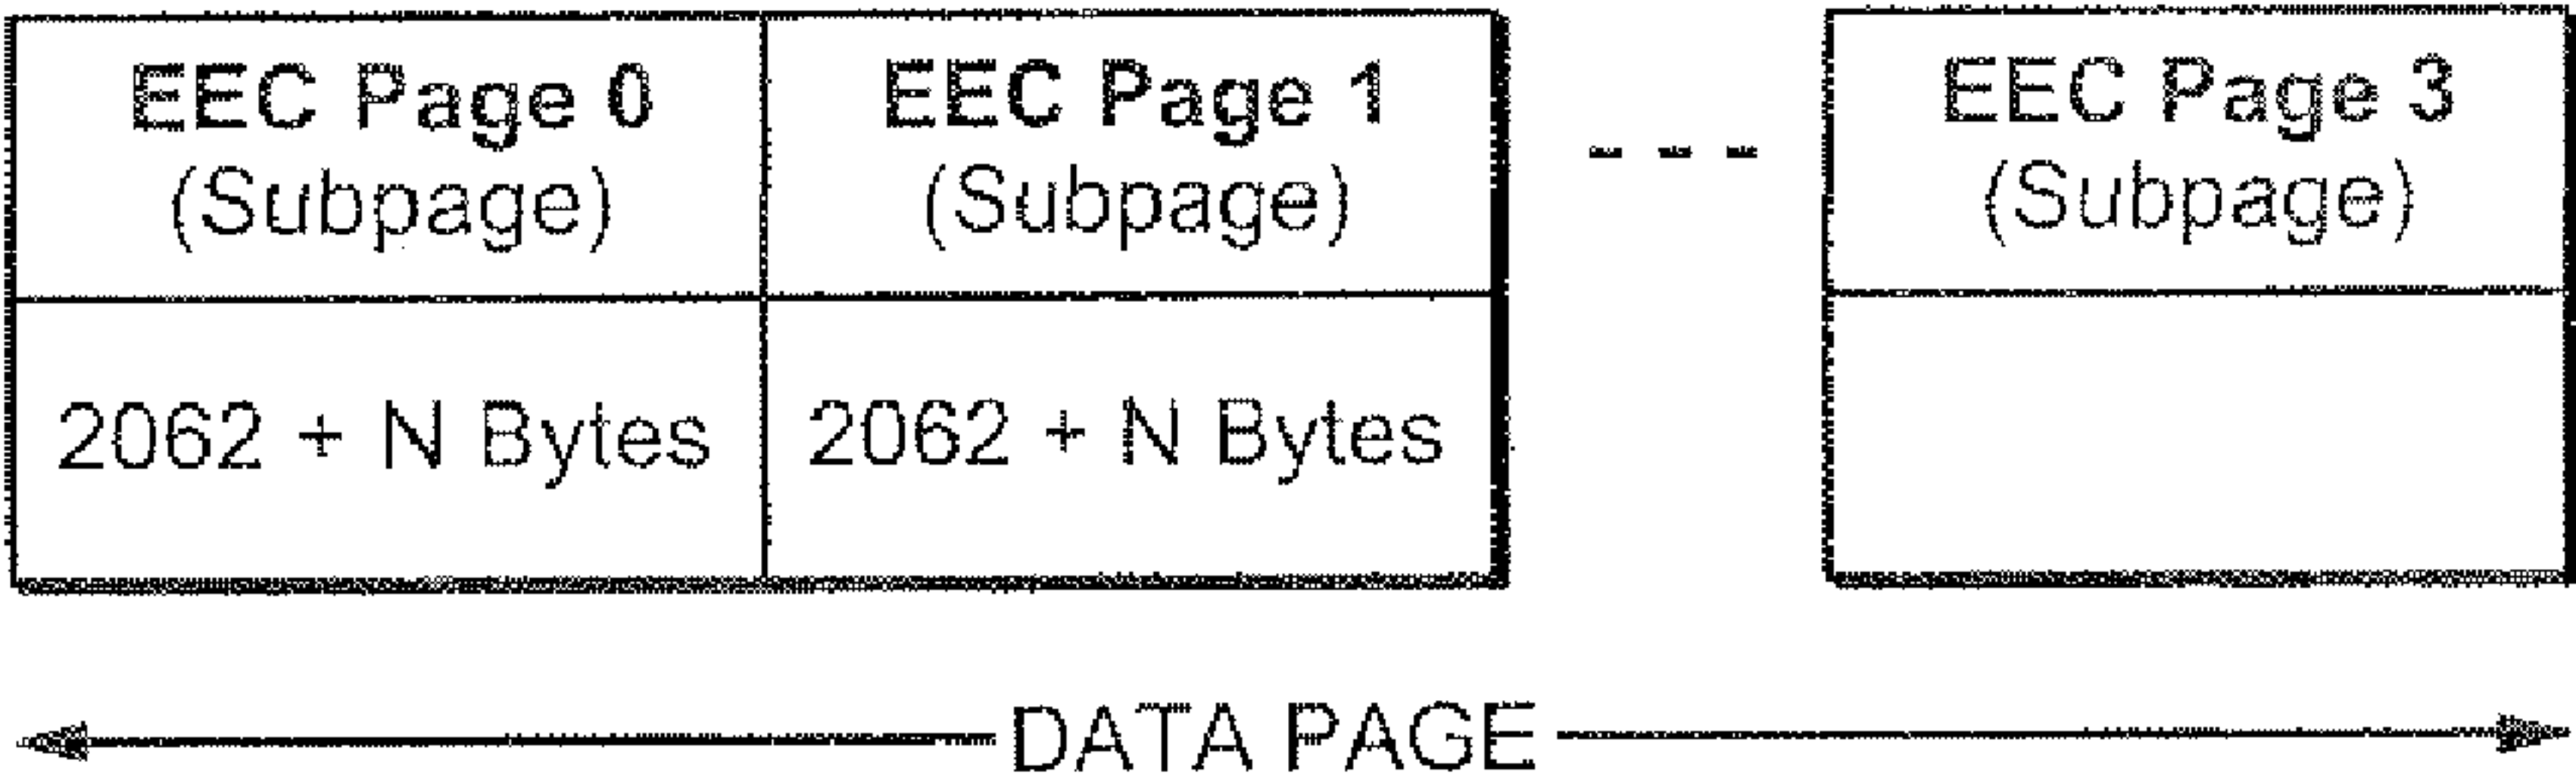 EEC Page 0
(Subpage)
EEC Page 1
(Subpage)
- - -
EEC Page 3
(Subpage)
2062 + N Bytes
2062 + N Bytes
DATA PAGE